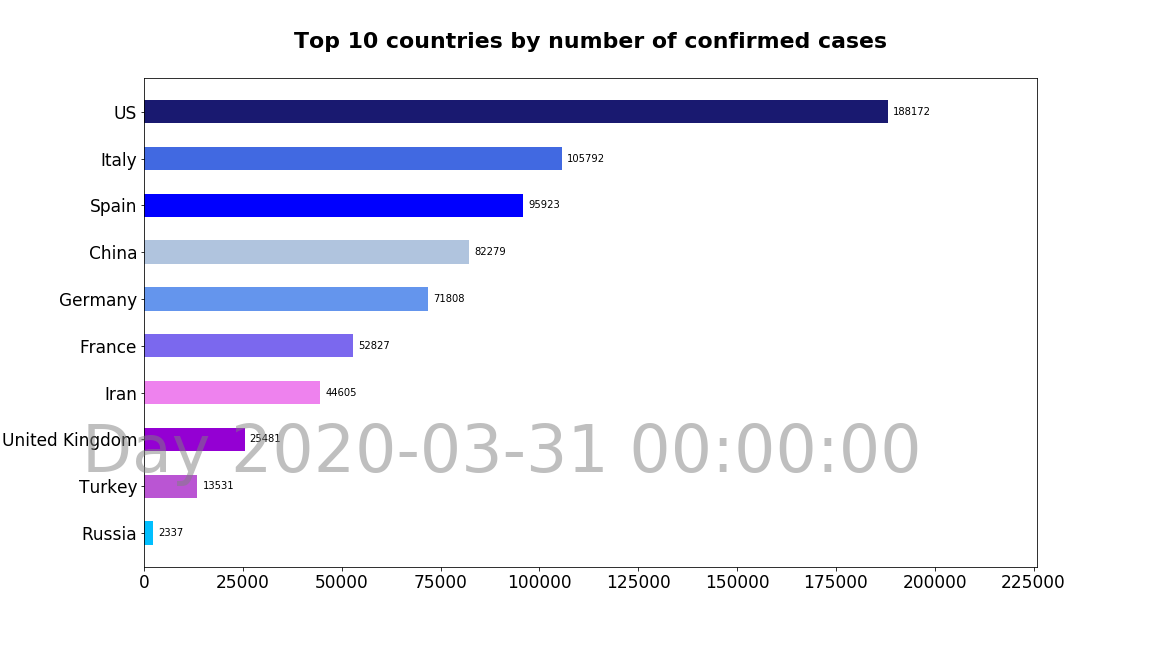 Top 10 countries by number of confirmed cases
US 188172
Italy 105792
Spain 95923
China 82279
Germany 71808
France 52827
Iran 44605
United Kingdom 25481
Day 2020-03-31 00:00:00
Turkey 13531
Russia 2337
0 25000 50000 75000 100000 125000 150000 175000 200000 225000